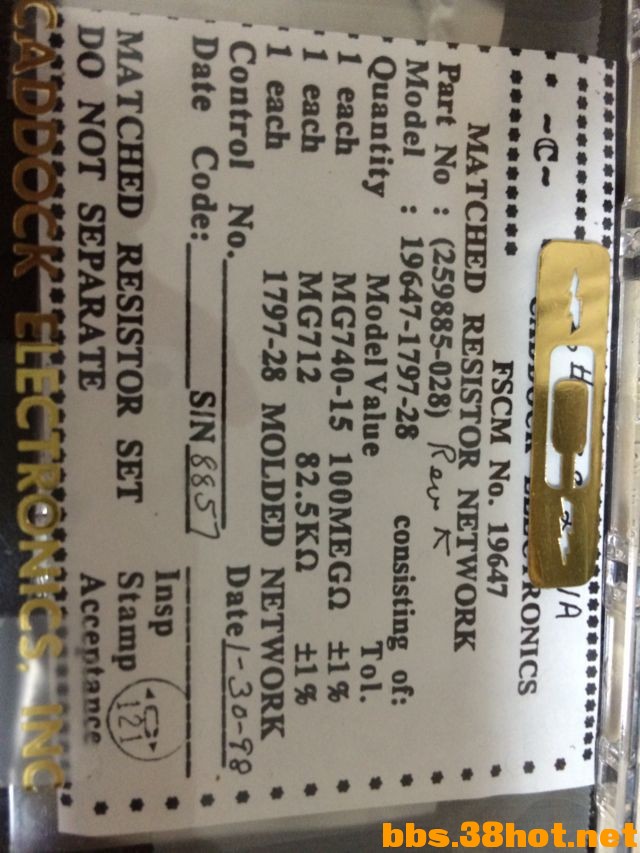 ~C~
CADDOCK ELECTRONICS
FSCM No. 19647
MATCHED RESISTOR NETWORK
Part No : (259885-028) Rev K
Model : 19647-1797-28 consisting of:
Quantity Model Value Tol.
1 each MG740-15 100MEGΩ ±1%
1 each MG712 82.5KΩ ±1%
1 each 1797-28 MOLDED NETWORK
Control No. Date 1-30-98
Date Code: S/N 8857
Insp
MATCHED RESISTOR SET Stamp 121
DO NOT SEPARATE Acceptance
CADDOCK ELECTRONICS, INC
bbs.38hot.net